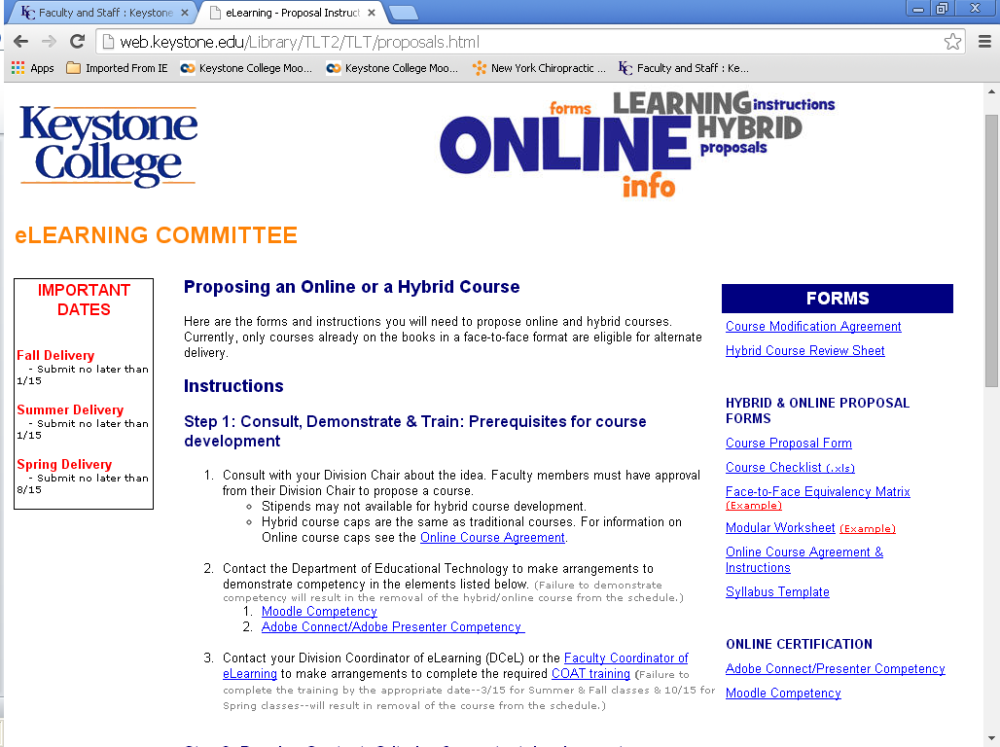 Faculty and Staff : Keystone
eLearning - Proposal Instruct
web.keystone.edu/Library/TLT2/TLT/proposals.html
Apps
Imported From IE
Keystone College Moo...
Keystone College Moo...
New York Chiropractic ...
Faculty and Staff : Ke...
Keystone
College
forms LEARNING instructions
ONLINE HYBRID
proposals
info
eLEARNING COMMITTEE
IMPORTANT
DATES
Fall Delivery
- Submit no later than
1/15
Summer Delivery
- Submit no later than
1/15
Spring Delivery
- Submit no later than
8/15
Proposing an Online or a Hybrid Course
Here are the forms and instructions you will need to propose online and hybrid courses.
Currently, only courses already on the books in a face-to-face format are eligible for alternate
delivery.
Instructions
Step 1: Consult, Demonstrate & Train: Prerequisites for course
development
1. Consult with your Division Chair about the idea. Faculty members must have approval
from their Division Chair to propose a course.
Stipends may not available for hybrid course development.
Hybrid course caps are the same as traditional courses. For information on
Online course caps see the Online Course Agreement.
2. Contact the Department of Educational Technology to make arrangements to
demonstrate competency in the elements listed below. (Failure to demonstrate
competency will result in the removal of the hybrid/online course from the schedule.)
1. Moodle Competency
2. Adobe Connect/Adobe Presenter Competency
3. Contact your Division Coordinator of eLearning (DCeL) or the Faculty Coordinator of
eLearning to make arrangements to complete the required COAT training (Failure to
complete the training by the appropriate date--3/15 for Summer & Fall classes & 10/15 for
Spring classes--will result in removal of the course from the schedule.)
FORMS
Course Modification Agreement
Hybrid Course Review Sheet
HYBRID & ONLINE PROPOSAL
FORMS
Course Proposal Form
Course Checklist (.xls)
Face-to-Face Equivalency Matrix
(Example)
Modular Worksheet (Example)
Online Course Agreement &
Instructions
Syllabus Template
ONLINE CERTIFICATION
Adobe Connect/Presenter Competency
Moodle Competency